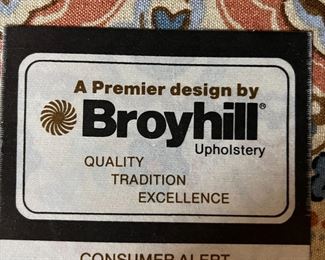 A Premier design by
Broyhill®
Upholstery
QUALITY
TRADITION
EXCELLENCE
CONSUMER ALERT